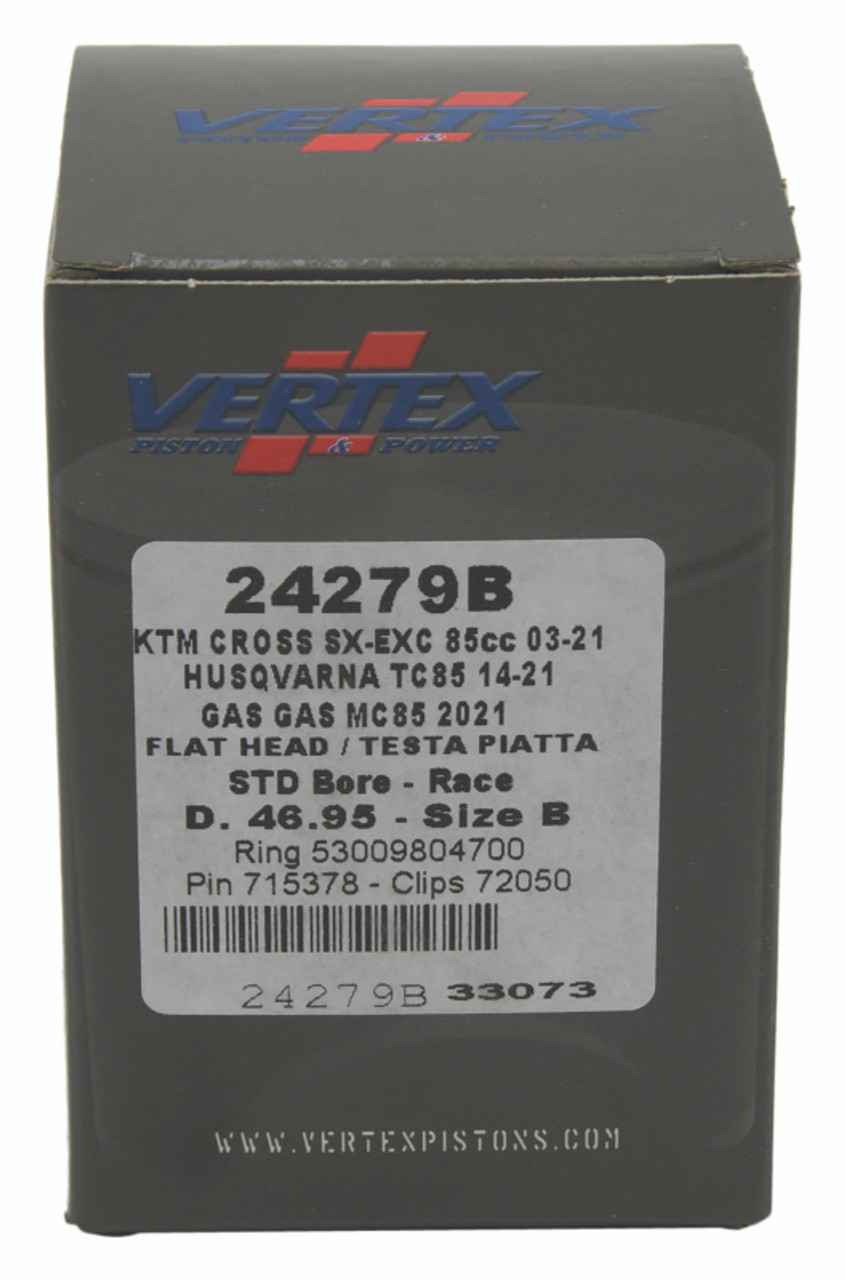 VERTEX
PISTON & POWER
VERTEX
PISTON & POWER
24279B
KTM CROSS SX-EXC 85cc 03-21
HUSQVARNA TC85 14-21
GAS GAS MC85 2021
FLAT HEAD / TESTA PIATTA
STD Bore - Race
D. 46.95 - Size B
Ring 53009804700
Pin 715378 - Clips 72050
24279B 33073
WWW.VERTEXPISTONS.COM